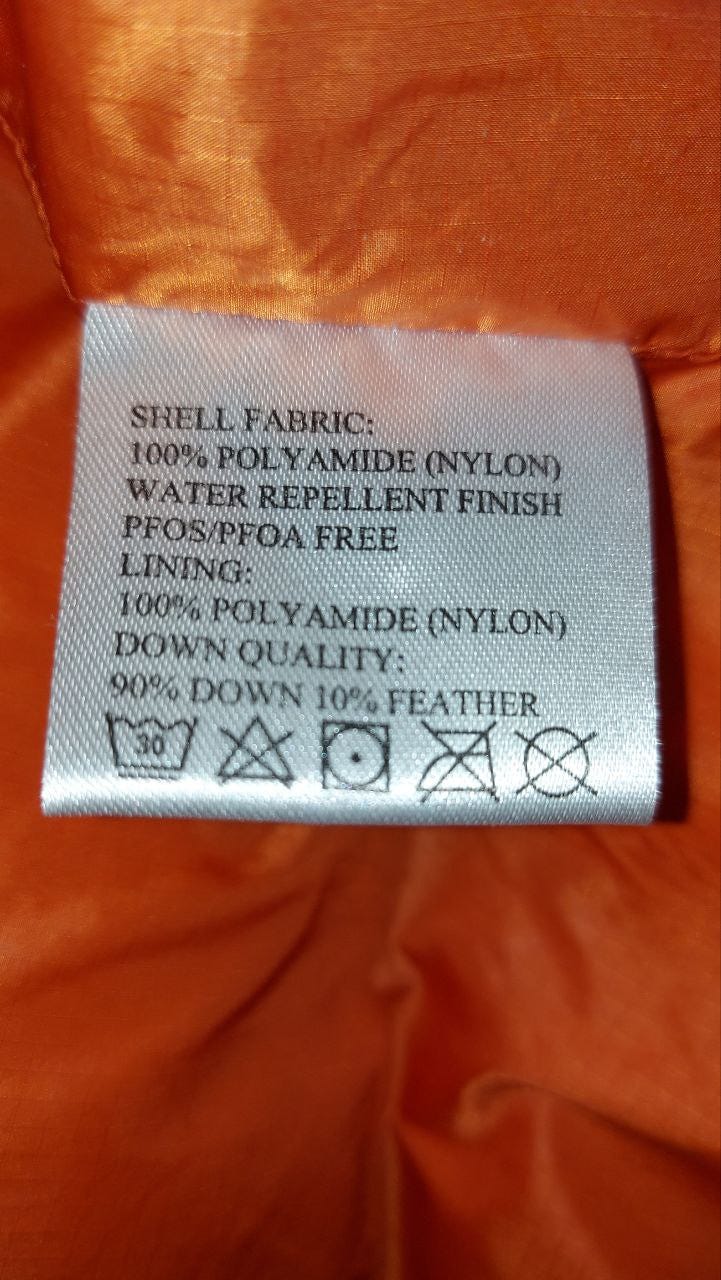 SHELL FABRIC:
100% POLYAMIDE (NYLON)
WATER REPELLENT FINISH
PFOS/PFOA FREE
LINING:
100% POLYAMIDE (NYLON)
DOWN QUALITY:
90% DOWN 10% FEATHER
30